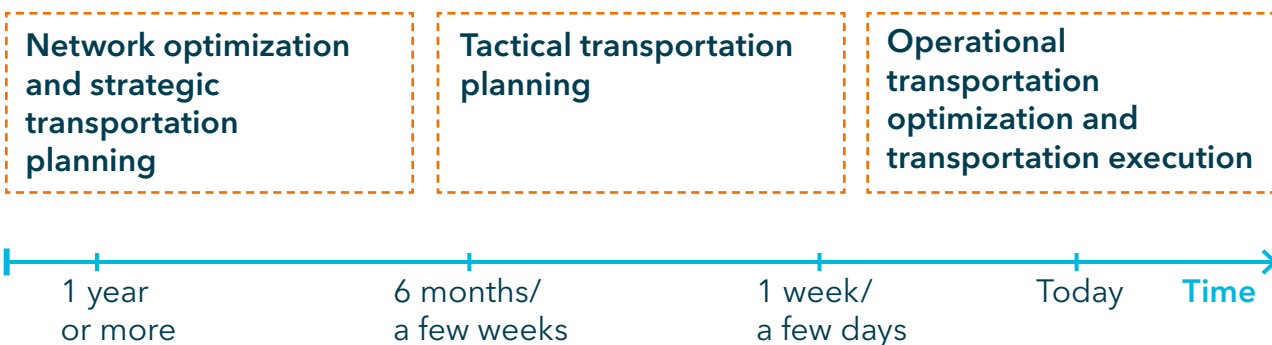 Network optimization
and strategic
transportation
planning
Tactical transportation
planning
Operational
transportation
optimization and
transportation execution
1 year
or more
6 months/
a few weeks
1 week/
a few days
Today
Time